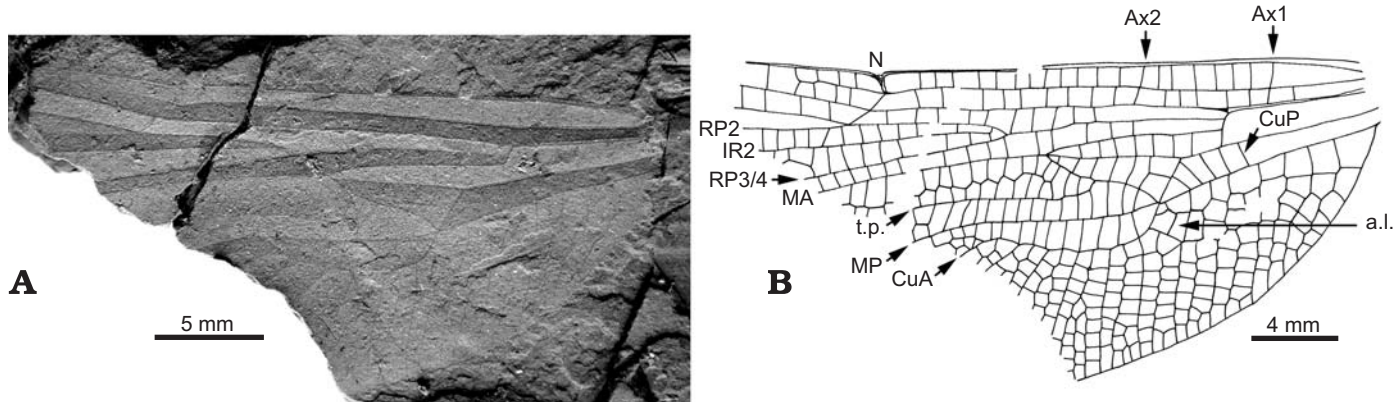 A
5 mm
Ax2
Ax1
N
CuP
RP2
IR2
RP3/4
MA
t.p.
a.l.
MP
CuA
B
4 mm